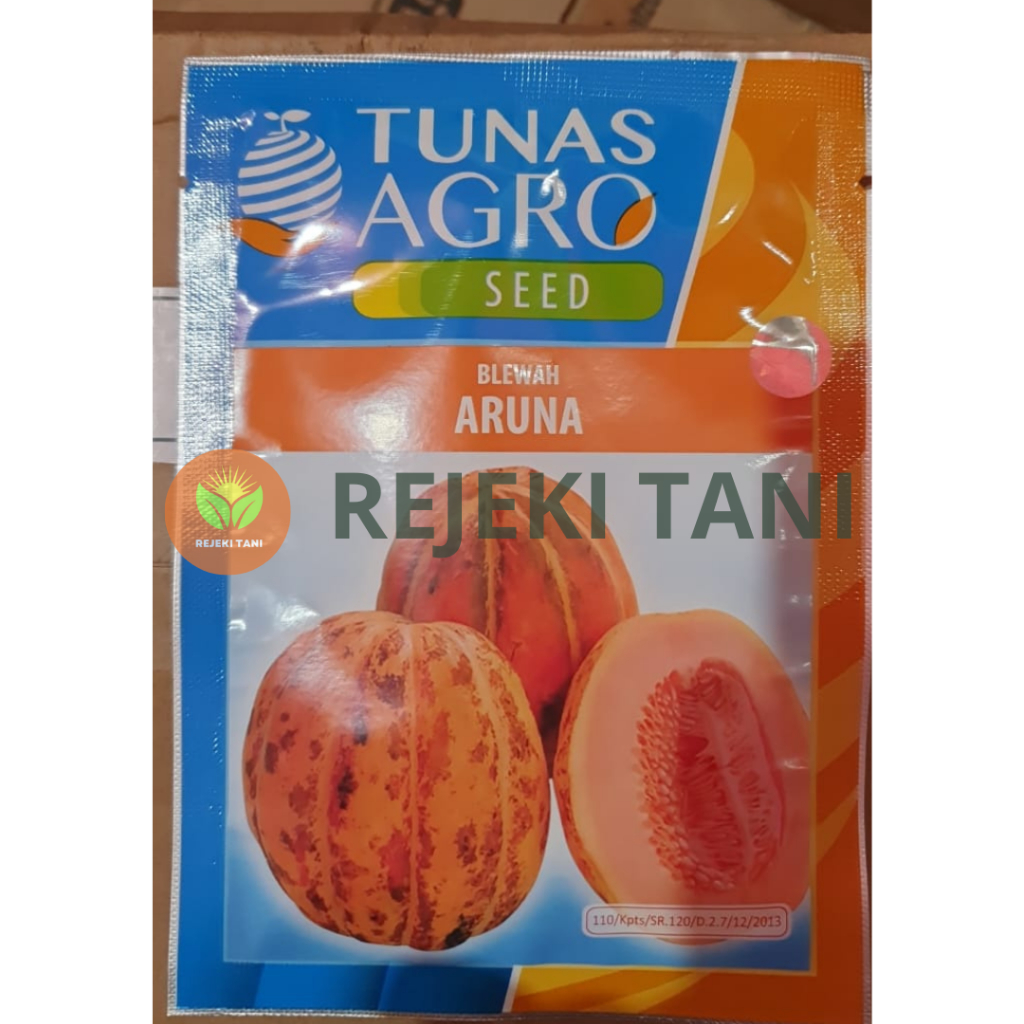 TUNAS
AGRO
SEED
BLEWAH
ARUNA
REJEKI TANI
REJEKI TANI
110/Kpts/SR.120/D.2.7/12/2013